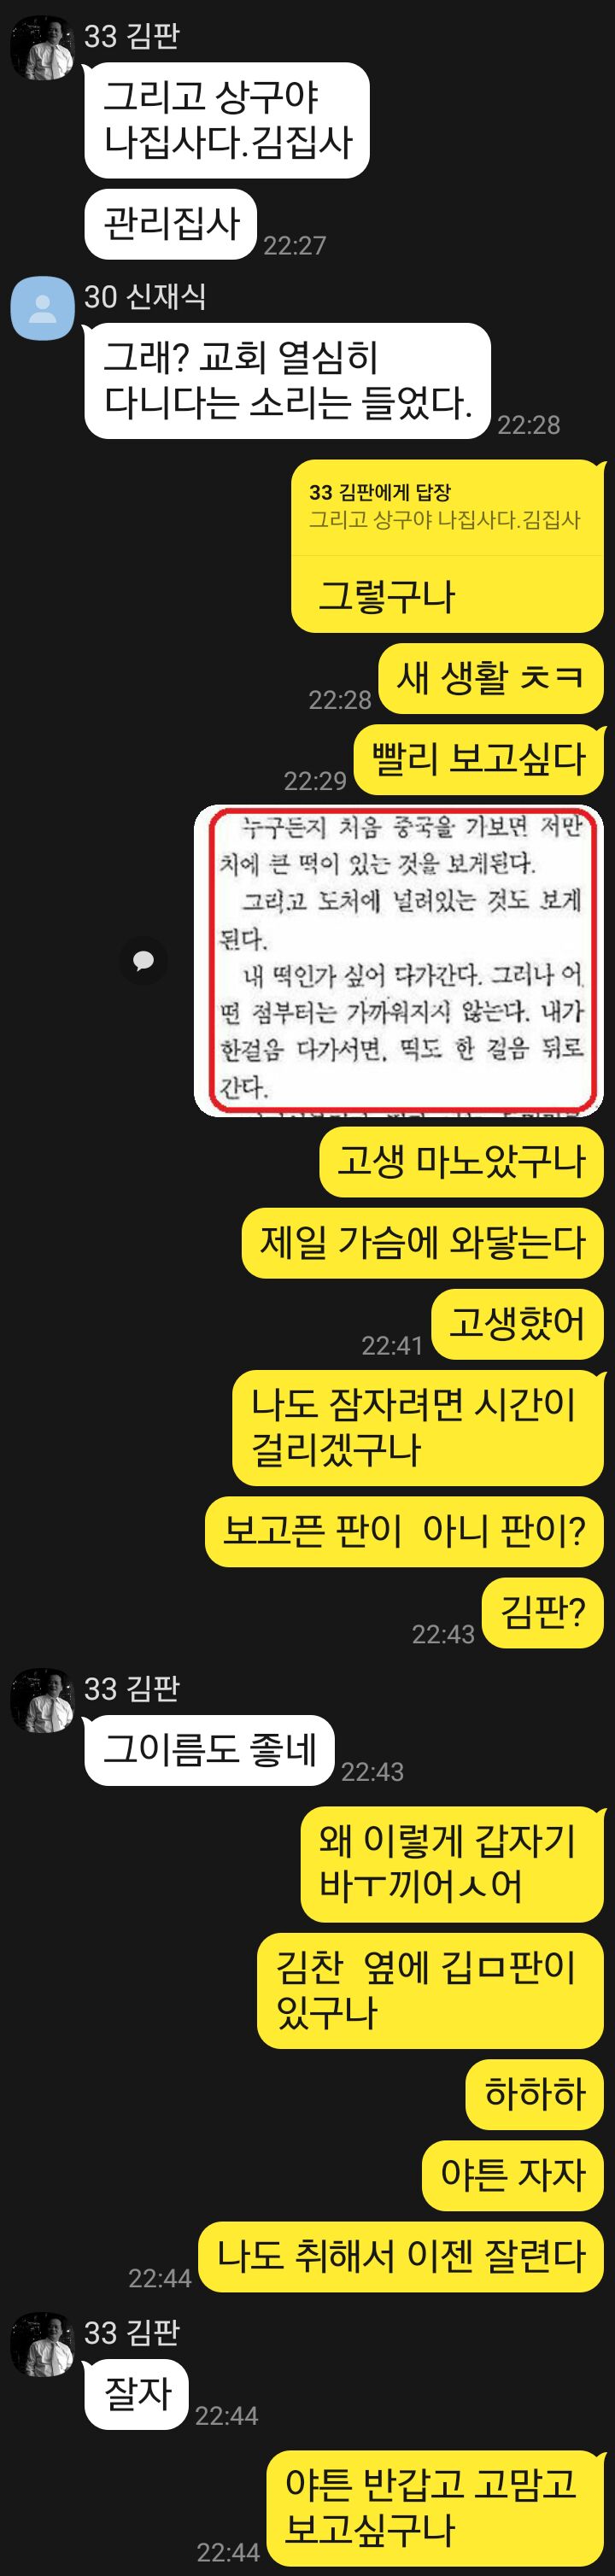 33 김판
그리고 상구야
나집사다.김집사
관리집사
22:27
30 신재식
그래? 교회 열심히
다니다는 소리는 들었다.
22:28
33 김판에게 답장
그리고 상구야 나집사다.김집사
그렇구나
새 생활 ㅊㅋ
22:28
빨리 보고싶다
22:29
누구든지 처음 중국을 가보면 저만
치에 큰 떡이 있는 것을 보게된다.
그리고 도처에 널려있는 것도 보게
된다.
내 떡인가 싶어 다가간다. 그러나 어
떤 점부터는 가까워지지 않는다. 내가
한걸음 다가서면, 떡도 한 걸음 뒤로
간다.
고생 마노았구나
제일 가슴에 와닿는다
고생헀어
22:41
나도 잠자려면 시간이
걸리겠구나
보고픈 판이  아니 판이?
김판?
22:43
33 김판
그이름도 좋네
22:43
왜 이렇게 갑자기
바ㅜ끼어ㅅ어
김찬  옆에 깁ㅁ판이
있구나
하하하
야튼 자자
나도 취해서 이젠 잘련다
22:44
33 김판
잘자
22:44
야튼 반갑고 고맘고
보고싶구나
22:44